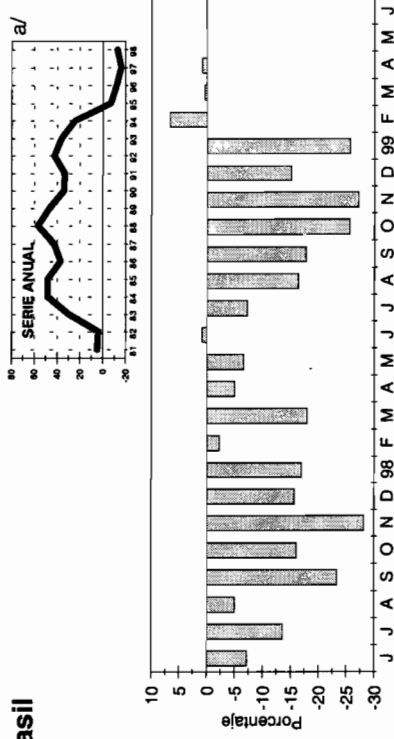 asil
a/
SERIE ANUAL
80
60
40
20
0
-20
81 82 83 84 85 86 87 88 89 90 91 92 93 94 95 96 97 98
Porcentaje
10
5
0
-5
-10
-15
-20
-25
-30
J J A S O N D 98 F M A M J J A S O N D 99 F M A M J